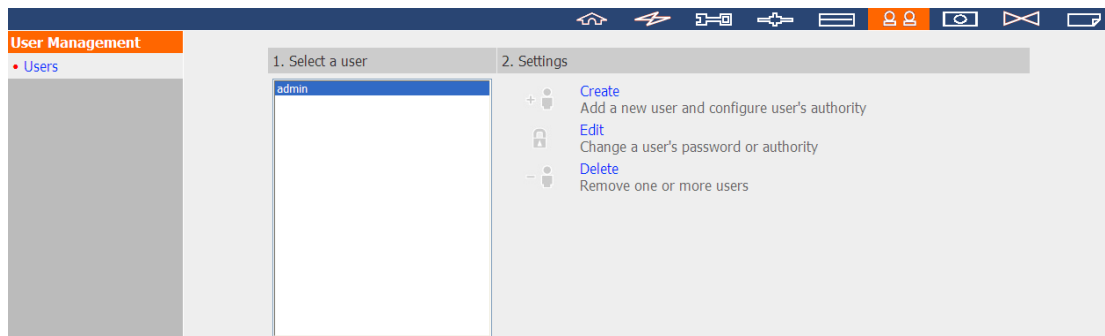 User Management
• Users
1. Select a user
2. Settings
admin
Create
Add a new user and configure user's authority
Edit
Change a user's password or authority
Delete
Remove one or more users